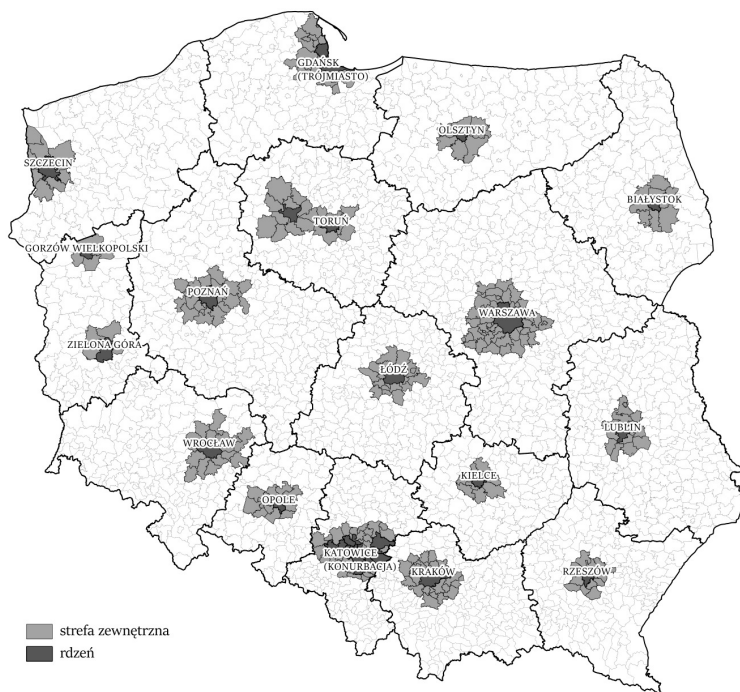 GDAŃSK
(TRÓJMIASTO)
OLSZTYN
SZCZECIN
BIAŁYSTOK
TORUŃ
GORZÓW WIELKOPOLSKI
POZNAŃ
WARSZAWA
ZIELONA GÓRA
ŁÓDŹ
LUBLIN
WROCŁAW
KIELCE
OPOLE
KATOWICE
(KONURBACJA)
KRAKÓW
RZESZÓW
strefa zewnętrzna
rdzeń